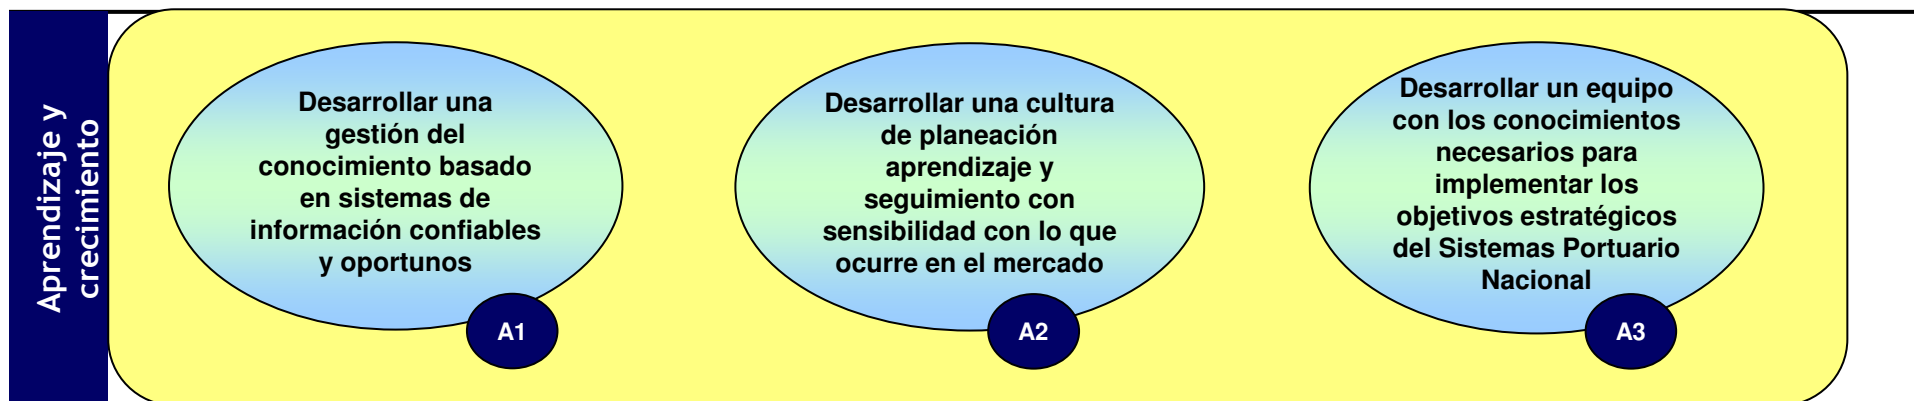 Aprendizaje y
crecimiento
Desarrollar una
gestión del
conocimiento basado
en sistemas de
información confiables
y oportunos
A1
Desarrollar una cultura
de planeación
aprendizaje y
seguimiento con
sensibilidad con lo que
ocurre en el mercado
A2
Desarrollar un equipo
con los conocimientos
necesarios para
implementar los
objetivos estratégicos
del Sistemas Portuario
Nacional
A3